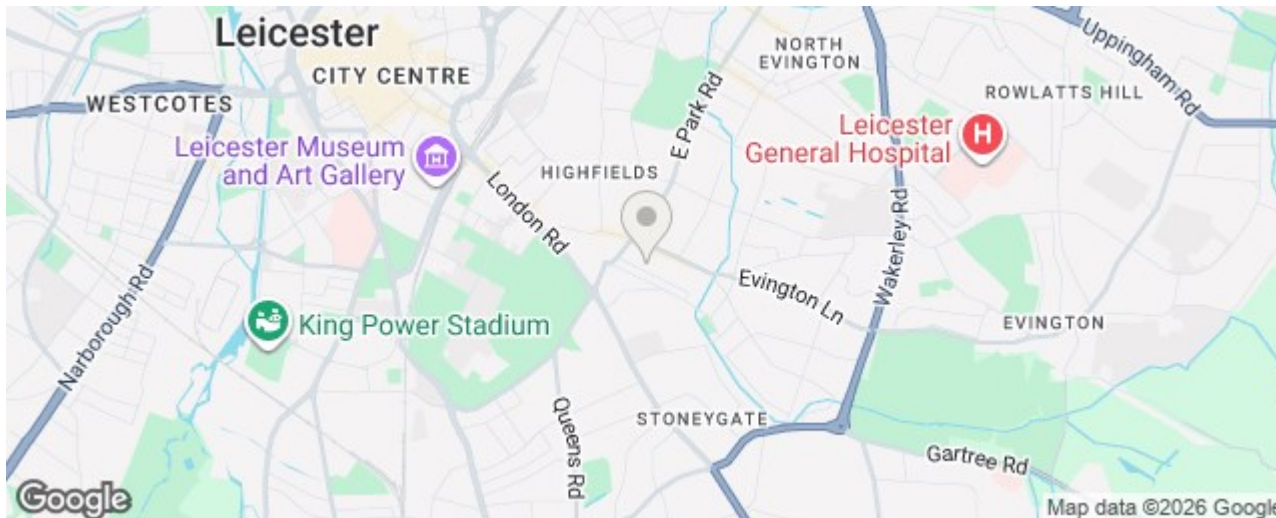 Leicester
CITY CENTRE
WESTCOTES
NORTH
EVINGTON
E Park Rd
Uppingham Rd
ROWLATTS HILL
Leicester
General Hospital
H
Leicester Museum
and Art Gallery
HIGHFIELDS
London Rd
Wakerley Rd
Evington Ln
Narborough Rd
King Power Stadium
EVINGTON
Queens Rd
STONEYGATE
Gartree Rd
Google
Map data ©2026 Google